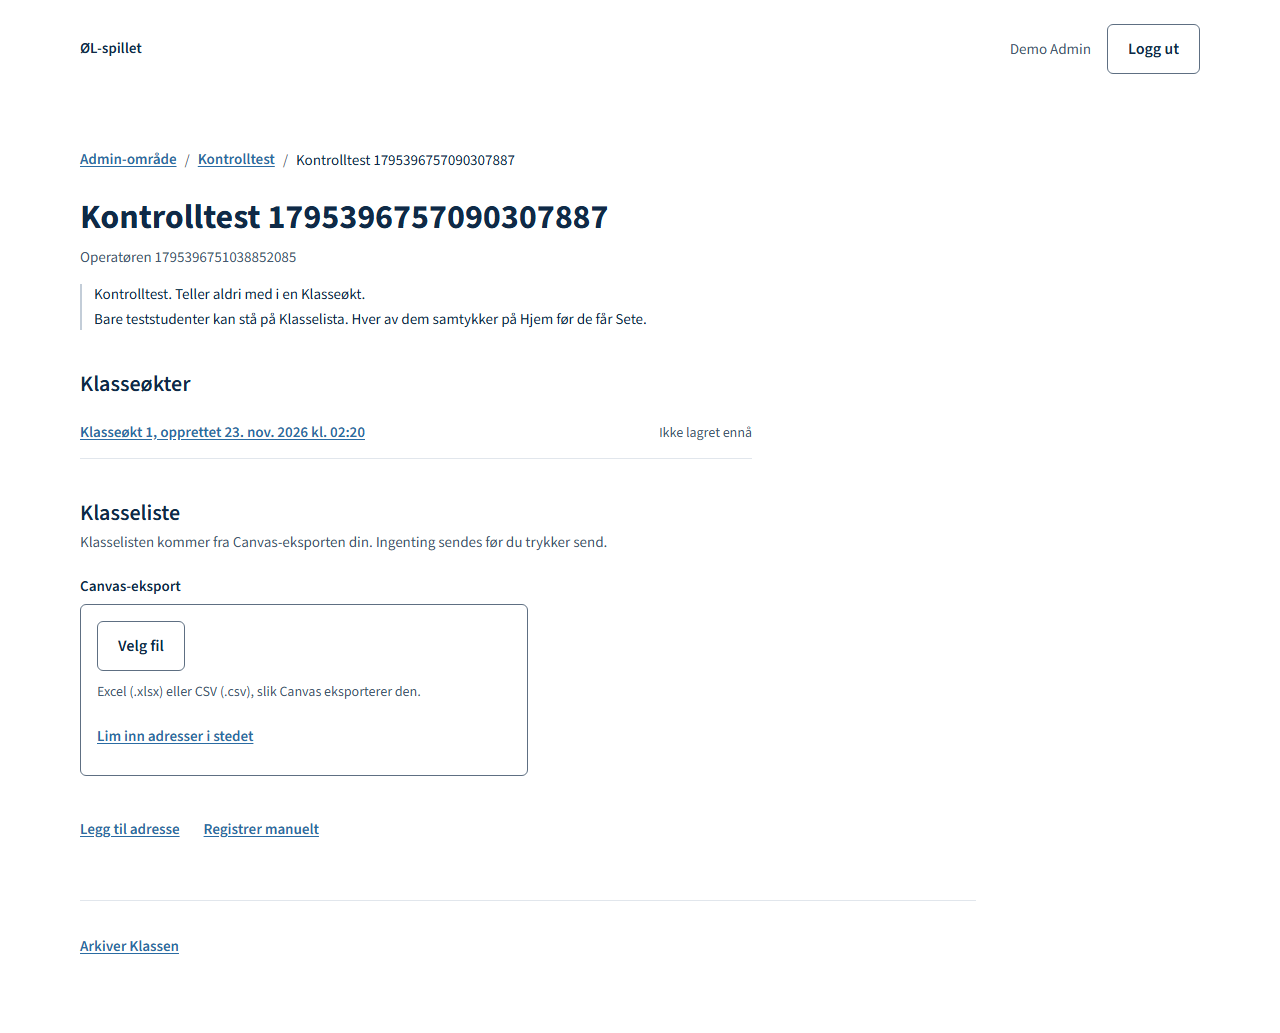 ØL-spillet
Demo Admin
Logg ut
Admin-område / Kontrolltest / Kontrolltest 1795396757090307887
Kontrolltest 1795396757090307887
Operatøren 1795396751038852085
Kontrolltest. Teller aldri med i en Klasseøkt.
Bare teststudenter kan stå på Klasselista. Hver av dem samtykker på Hjem før de får Sete.
Klasseøkter
Klasseøkt 1, opprettet 23. nov. 2026 kl. 02:20
Ikke lagret ennå
Klasseliste
Klasselisten kommer fra Canvas-eksporten din. Ingenting sendes før du trykker send.
Canvas-eksport
Velg fil
Excel (.xlsx) eller CSV (.csv), slik Canvas eksporterer den.
Lim inn adresser i stedet
Legg til adresse
Registrer manuelt
Arkiver Klassen